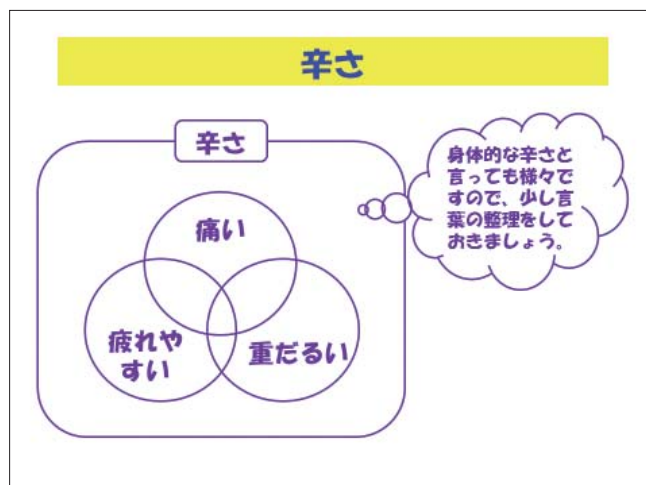 辛さ
辛さ
身体的な辛さと
言っても様々で
すので、少し言
葉の整理をして
おきましょう。
痛い
疲れや
すい
重だるい